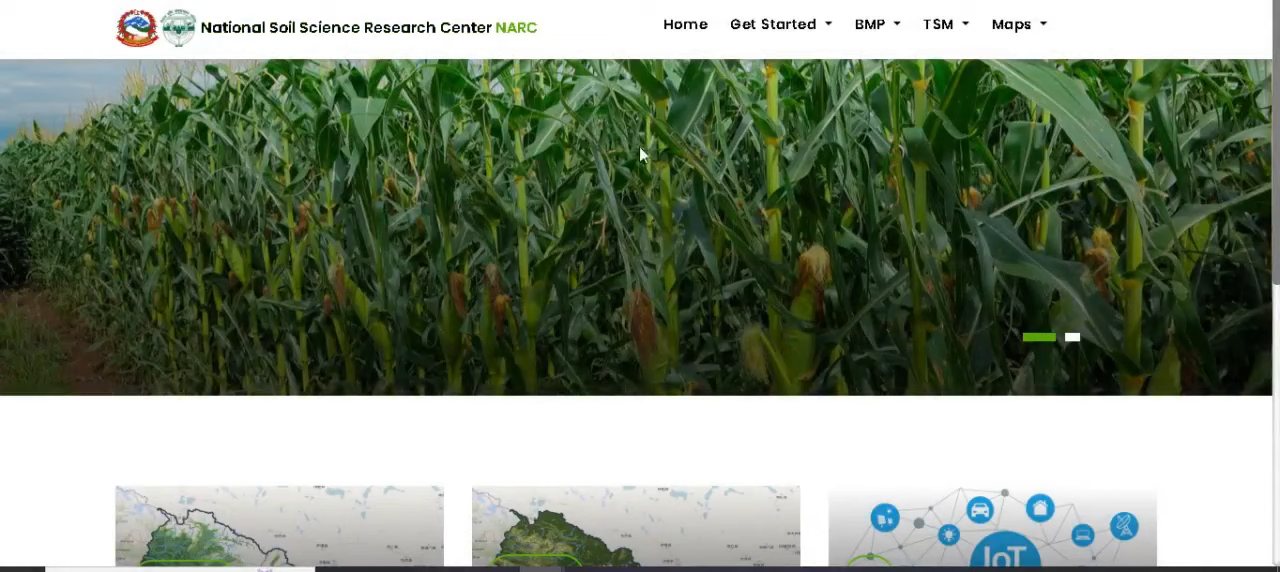 National Soil Science Research Center NARC
Home
Get Started
BMP
TSM
Maps
IoT